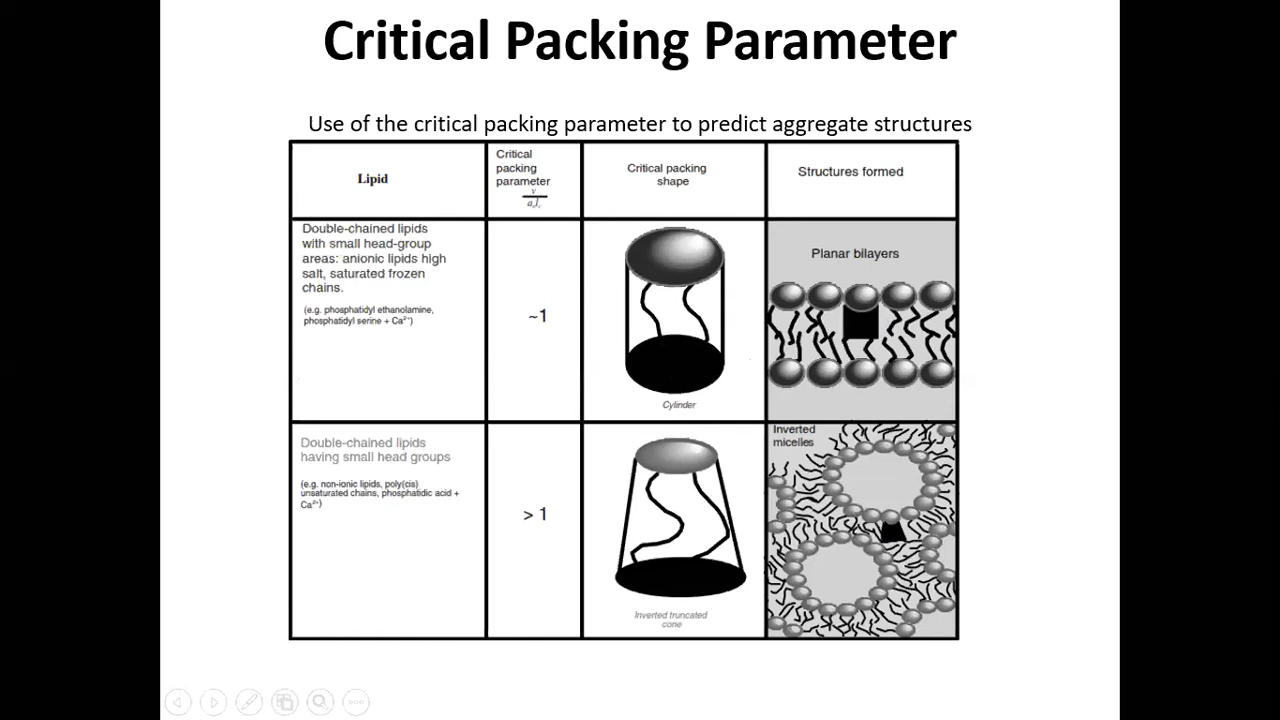 Critical Packing Parameter
Use of the critical packing parameter to predict aggregate structures
Lipid
Critical
packing
parameter
v
aₒl꜀
Critical packing
shape
Structures formed
Double-chained lipids
with small head-group
areas: anionic lipids high
salt, saturated frozen
chains.
(e.g. phosphatidyl ethanolamine,
phosphatidyl serine + Ca²⁺)
~1
Cylinder
Planar bilayers
Double-chained lipids
having small head groups
(e.g. non-ionic lipids, poly(cis)
unsaturated chains, phosphatidic acid +
Ca²⁺)
> 1
Inverted truncated
cone
Inverted
micelles